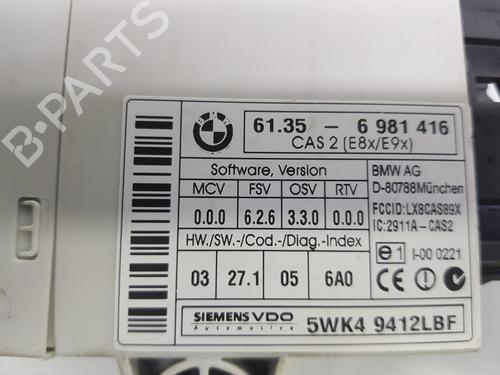 B-PARTS
BMW
61.35 - 6 981 416
CAS 2 (E8x/E9x)
Software, Version
MCV FSV OSV RTV
0.0.0 6.2.6 3.3.0 0.0.0
HW./SW.-/Cod.-/Diag.-Index
03 27.1 05 6A0
BMW AG
D-80788München
FCCID:LX8CAS89X
IC:2911A-CAS2
e1 I-00 0221
CE N
SIEMENS VDO
Automotive
5WK4 9412LBF